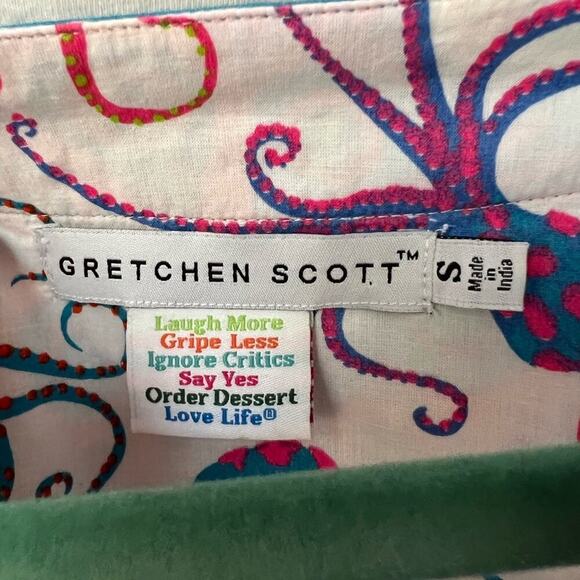 GRETCHEN SCOTT™
S
Made
in
India
Laugh More
Gripe Less
Ignore Critics
Say Yes
Order Dessert
Love Life®